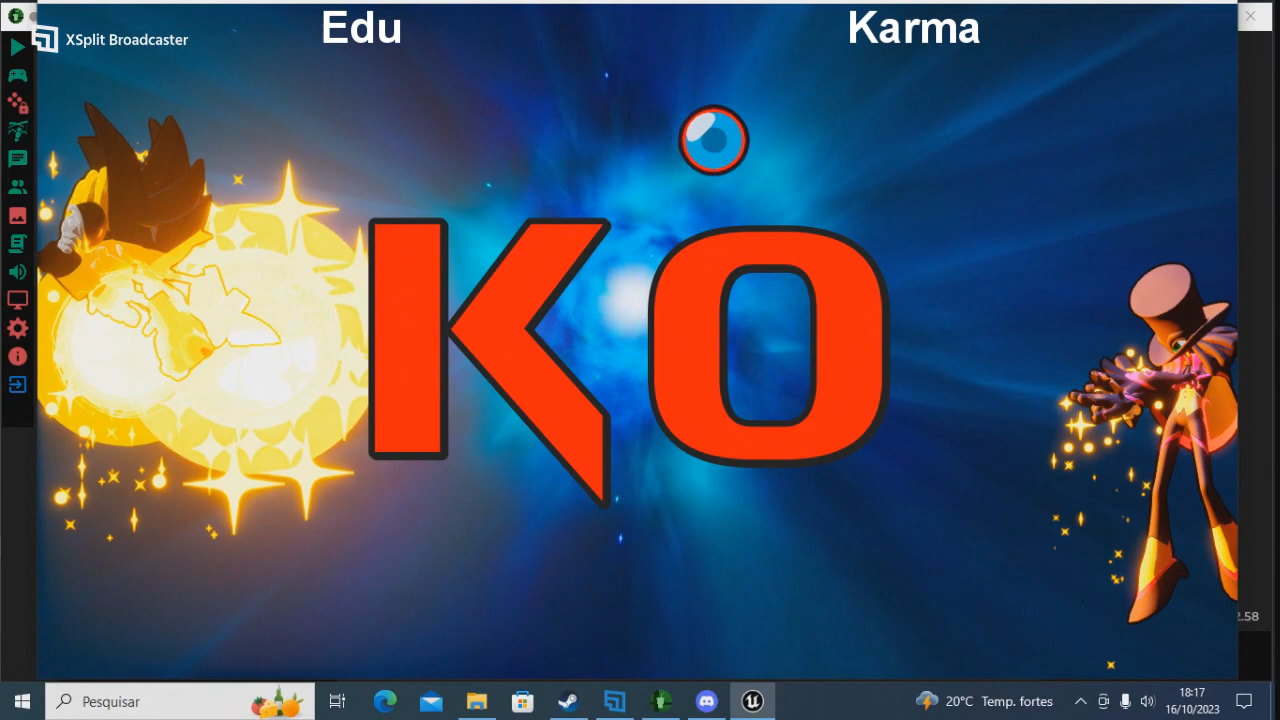 Edu
Karma
XSplit Broadcaster
KO
2.58
Pesquisar
20°C Temp. fortes
18:17
16/10/2023